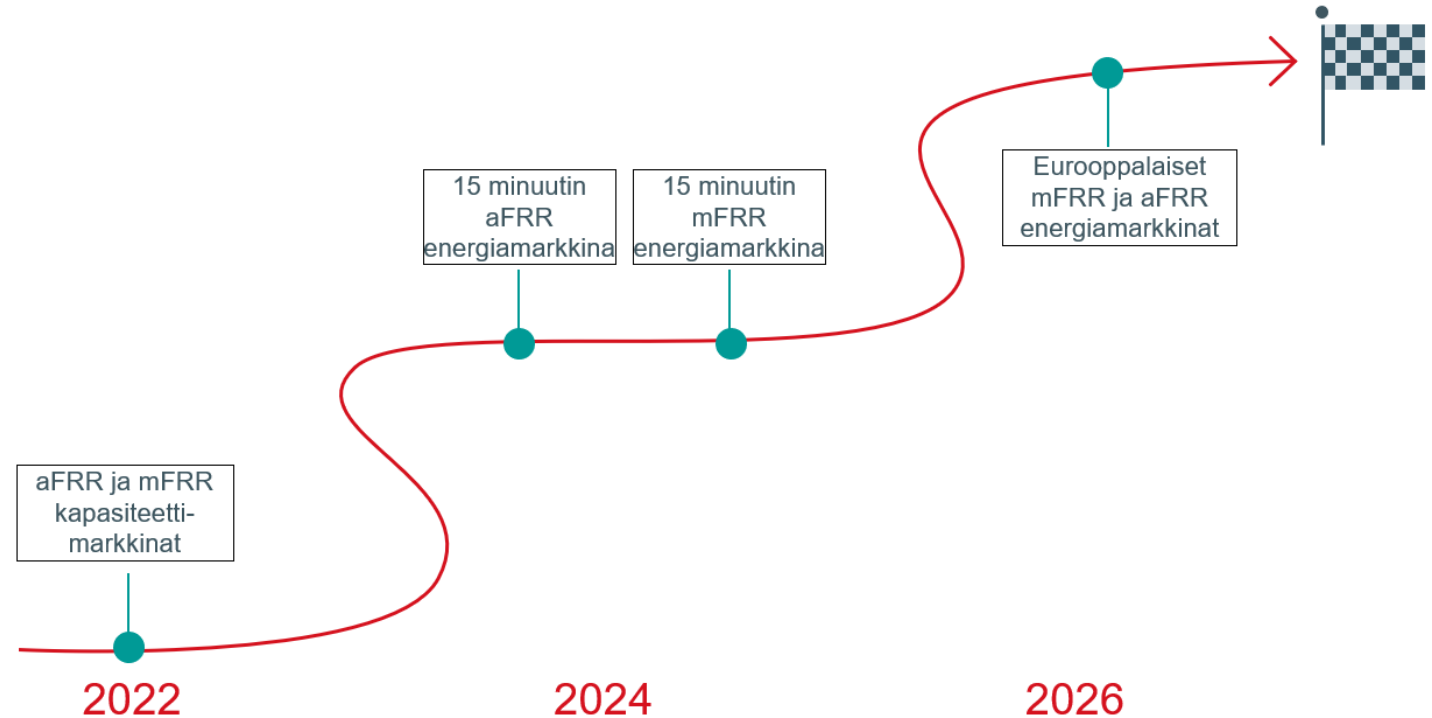 15 minuutin
aFRR
energiamarkkina
15 minuutin
mFRR
energiamarkkina
Eurooppalaiset
mFRR ja aFRR
energiamarkkinat
aFRR ja mFRR
kapasiteetti-
markkinat
2022
2024
2026